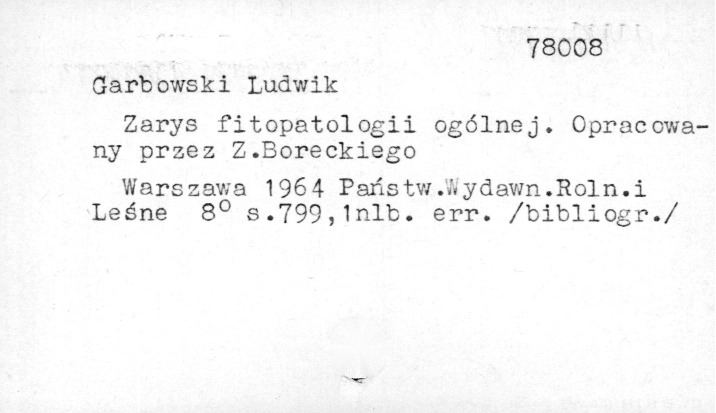 78008
Garbowski Ludwik
Zarys fitopatologii ogólnej. Opracowa-
ny przez Z.Boreckiego
Warszawa 1964 Państw.Wydawn.Roln.i
Leśne 8° s.799,1nlb. err. /bibliogr./